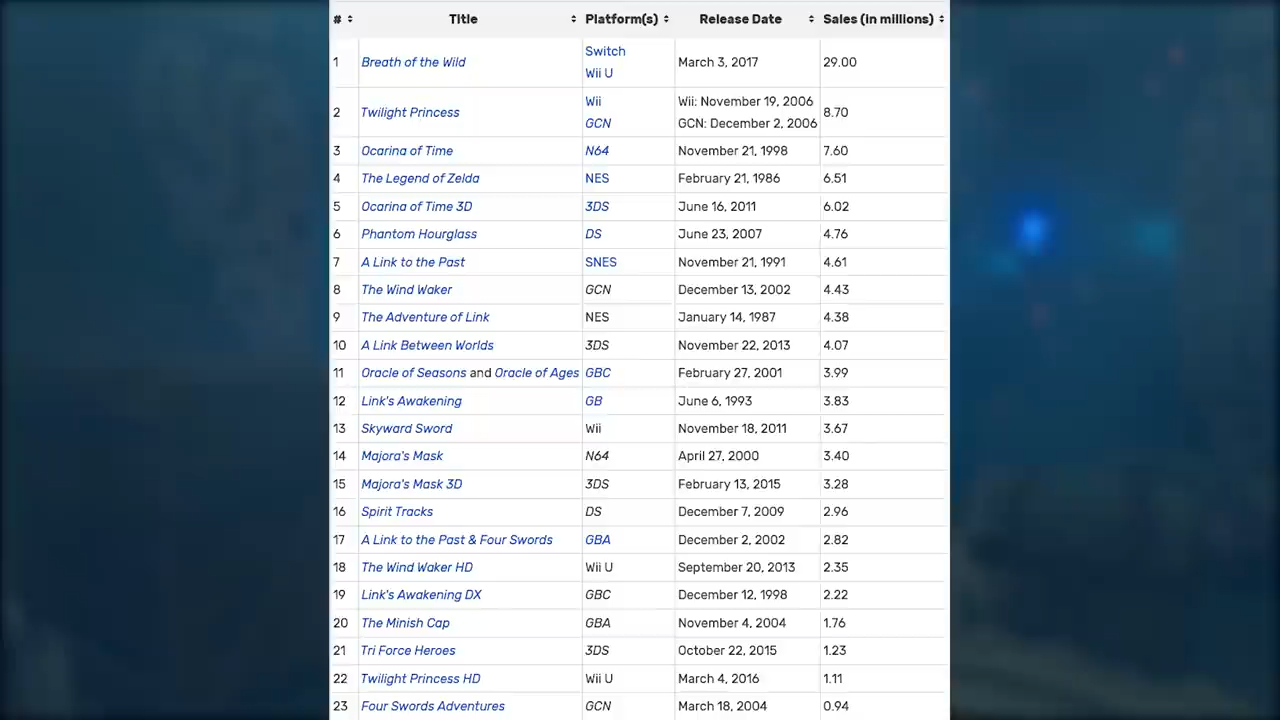 # Title Platform(s) Release Date Sales (in millions)
1 Breath of the Wild Switch Wii U March 3, 2017 29.00
2 Twilight Princess Wii GCN Wii: November 19, 2006 GCN: December 2, 2006 8.70
3 Ocarina of Time N64 November 21, 1998 7.60
4 The Legend of Zelda NES February 21, 1986 6.51
5 Ocarina of Time 3D 3DS June 16, 2011 6.02
6 Phantom Hourglass DS June 23, 2007 4.76
7 A Link to the Past SNES November 21, 1991 4.61
8 The Wind Waker GCN December 13, 2002 4.43
9 The Adventure of Link NES January 14, 1987 4.38
10 A Link Between Worlds 3DS November 22, 2013 4.07
11 Oracle of Seasons and Oracle of Ages GBC February 27, 2001 3.99
12 Link's Awakening GB June 6, 1993 3.83
13 Skyward Sword Wii November 18, 2011 3.67
14 Majora's Mask N64 April 27, 2000 3.40
15 Majora's Mask 3D 3DS February 13, 2015 3.28
16 Spirit Tracks DS December 7, 2009 2.96
17 A Link to the Past & Four Swords GBA December 2, 2002 2.82
18 The Wind Waker HD Wii U September 20, 2013 2.35
19 Link's Awakening DX GBC December 12, 1998 2.22
20 The Minish Cap GBA November 4, 2004 1.76
21 Tri Force Heroes 3DS October 22, 2015 1.23
22 Twilight Princess HD Wii U March 4, 2016 1.11
23 Four Swords Adventures GCN March 18, 2004 0.94